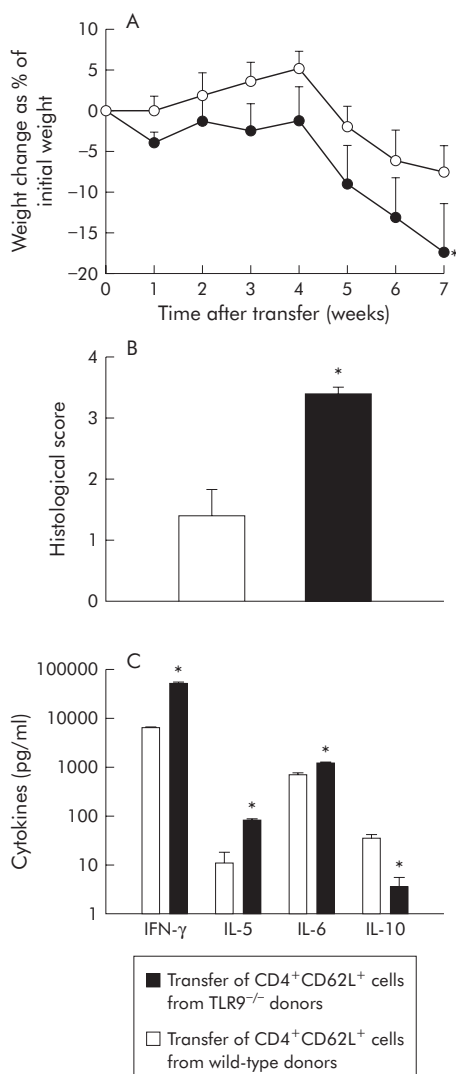 A
Weight change as % of
initial weight
10
5
0
−5
−10
−15
−20
*
0 1 2 3 4 5 6 7
Time after transfer (weeks)
B
Histological score
4
3
2
1
0
*
C
Cytokines (pg/ml)
100000
10000
1000
100
10
1
* * * *
IFN-γ IL-5 IL-6 IL-10
Transfer of CD4⁺CD62L⁺ cells
from TLR9⁻/⁻ donors
Transfer of CD4⁺CD62L⁺ cells
from wild-type donors